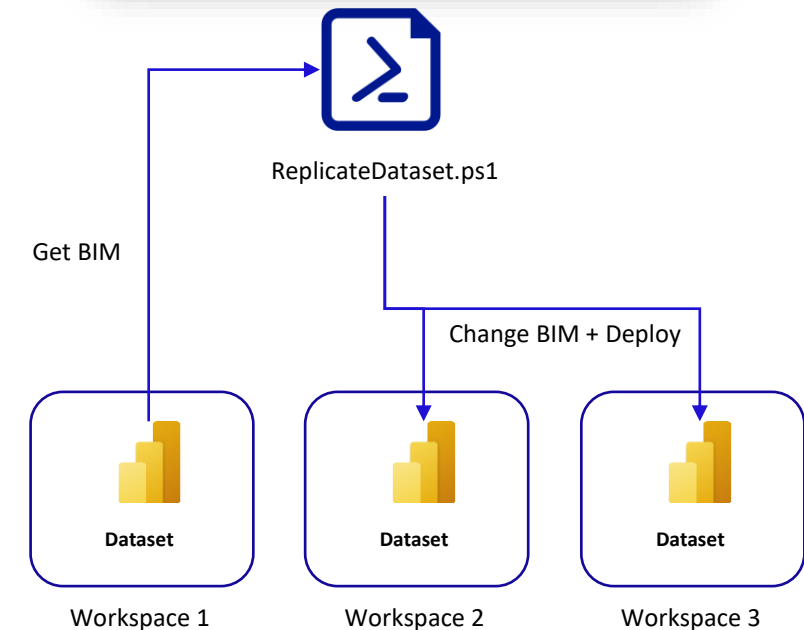 ReplicateDataset.ps1
Get BIM
Change BIM + Deploy
Dataset
Dataset
Dataset
Workspace 1
Workspace 2
Workspace 3